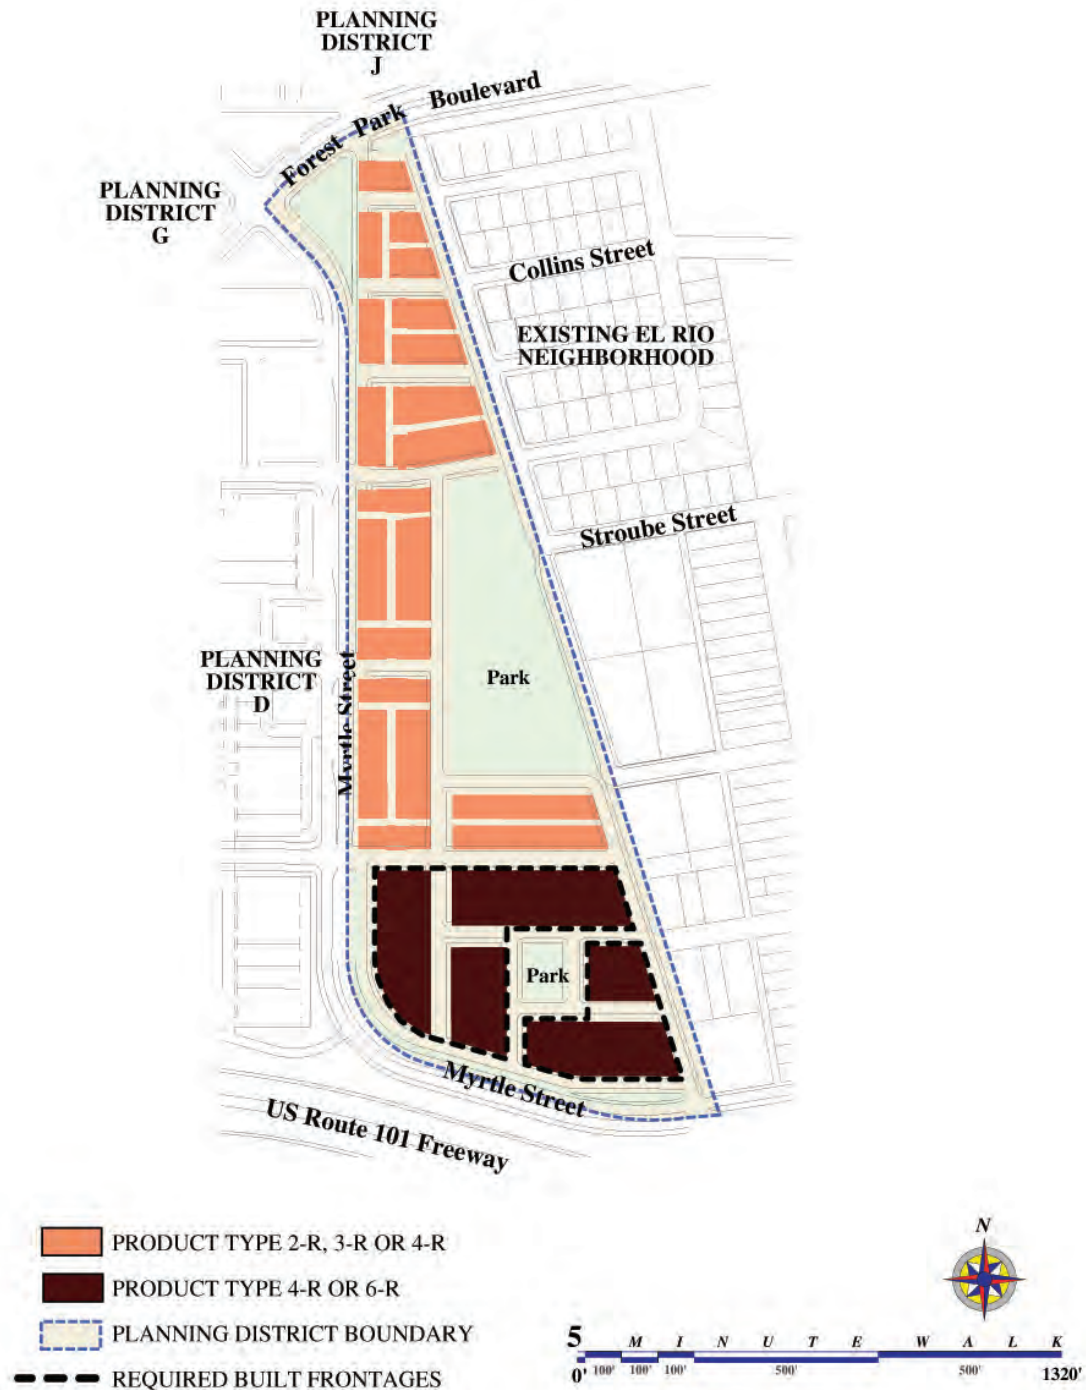 PLANNING
DISTRICT
J
Forest Park Boulevard
PLANNING
DISTRICT
G
Collins Street
EXISTING EL RIO
NEIGHBORHOOD
Stroube Street
PLANNING
DISTRICT
D
Myrtle Street
Park
Park
Myrtle Street
US Route 101 Freeway
PRODUCT TYPE 2-R, 3-R OR 4-R
PRODUCT TYPE 4-R OR 6-R
PLANNING DISTRICT BOUNDARY
REQUIRED BUILT FRONTAGES
N
5 MINUTE WALK
0' 100' 100' 100' 500' 500' 1320'